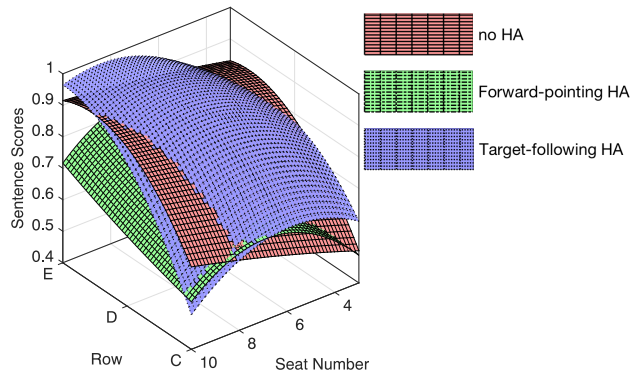 1
0.9
0.8
0.7
0.6
0.5
0.4
Sentence Scores
E
D
C
Row
10
8
6
4
Seat Number
no HA
Forward-pointing HA
Target-following HA